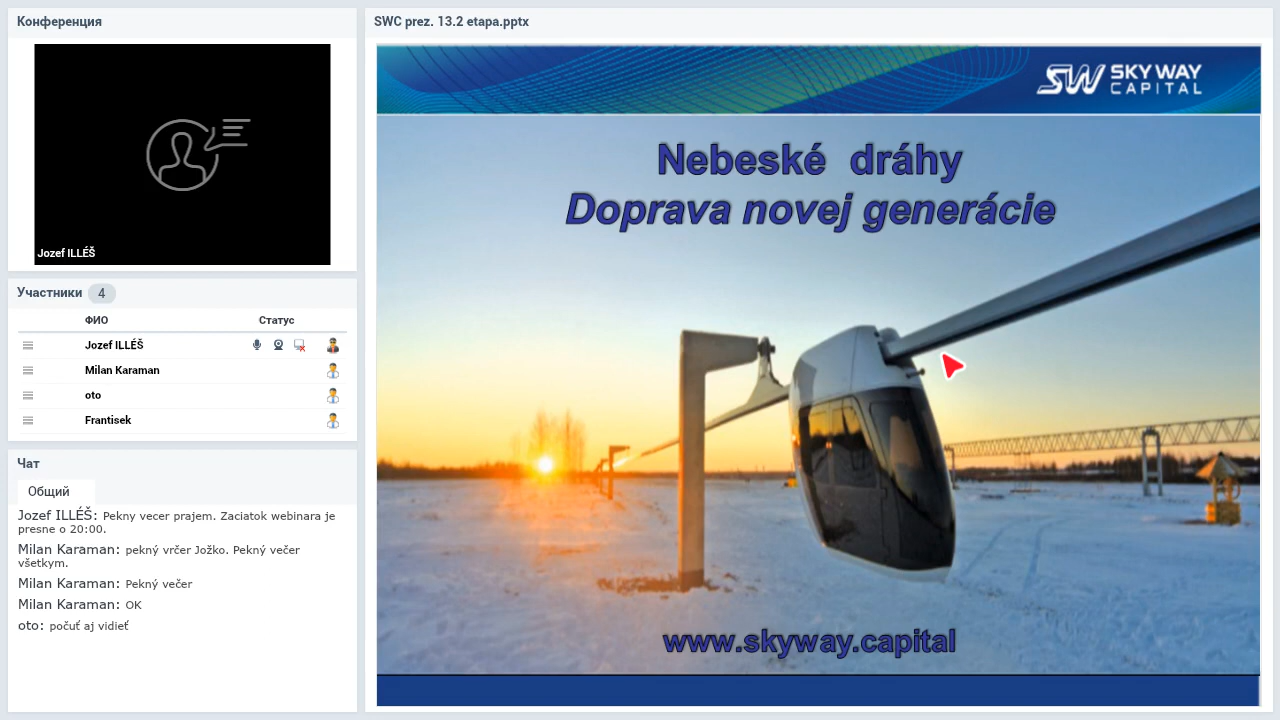 Конференция
Jozef ILLÉŠ
Участники 4
ФИО Статус
Jozef ILLÉŠ
Milan Karaman
oto
Frantisek
Чат
Общий
Jozef ILLÉŠ: Pekny vecer prajem. Zaciatok webinara je
presne o 20:00.
Milan Karaman: pekný vrčer Jožko. Pekný večer
všetkym.
Milan Karaman: Pekný večer
Milan Karaman: OK
oto: počuť aj vidieť
SWC prez. 13.2 etapa.pptx
SW SKY WAY
CAPITAL
Nebeské dráhy
Doprava novej generácie
www.skyway.capital